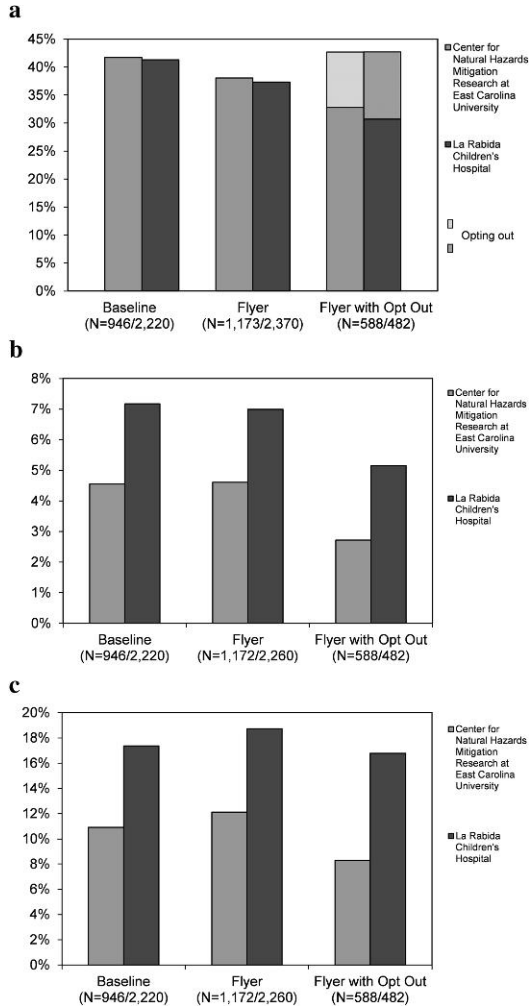 a
45%
40%
35%
30%
25%
20%
15%
10%
5%
0%
Baseline
(N=946/2,220)
Flyer
(N=1,173/2,370)
Flyer with Opt Out
(N=588/482)
Center for
Natural Hazards
Mitigation
Research at
East Carolina
University
La Rabida
Children's
Hospital
Opting out
b
8%
7%
6%
5%
4%
3%
2%
1%
0%
Baseline
(N=946/2,220)
Flyer
(N=1,172/2,260)
Flyer with Opt Out
(N=588/482)
Center for
Natural Hazards
Mitigation
Research at
East Carolina
University
La Rabida
Children's
Hospital
c
20%
18%
16%
14%
12%
10%
8%
6%
4%
2%
0%
Baseline
(N=946/2,220)
Flyer
(N=1,172/2,260)
Flyer with Opt Out
(N=588/482)
Center for
Natural Hazards
Mitigation
Research at
East Carolina
University
La Rabida
Children's
Hospital